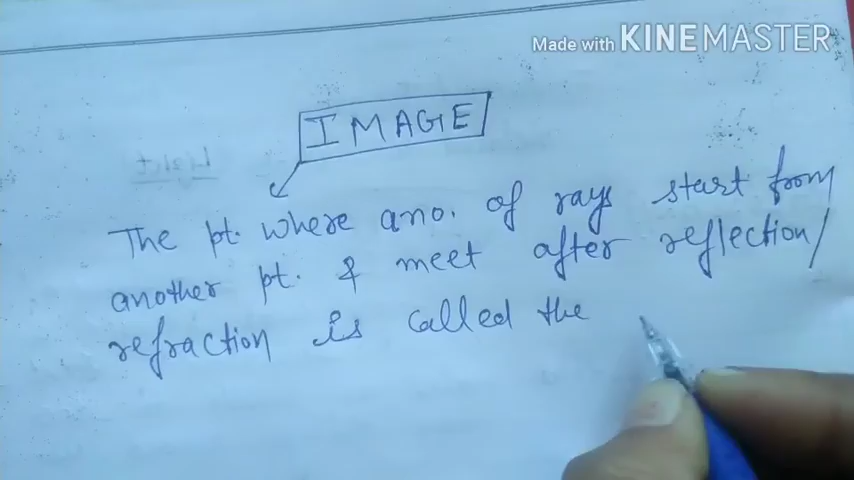 Made with KINEMASTER
IMAGE
The pt. where a no. of rays start from
another pt. & meet after reflection/
refraction is called the